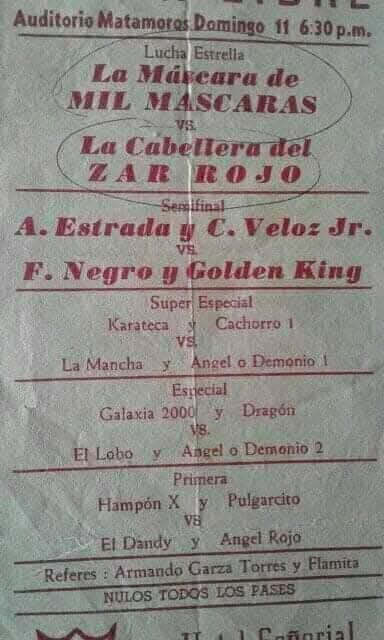 Auditorio Matamoros Domingo 11 6:30 p.m.
Lucha Estrella
La Máscara de
MIL MASCARAS
VS.
La Cabellera del
ZAR ROJO
Semifinal
A. Estrada y C. Veloz Jr.
VS.
F. Negro y Golden King
Super Especial
Karateca y Cachorro 1
VS.
La Mancha y Angel o Demonio 1
Especial
Galaxia 2000 y Dragón
VS.
El Lobo y Angel o Demonio 2
Primera
Hampón X y Pulgarcito
VS
El Dandy y Angel Rojo
Referes : Armando Garza Torres y Flamita
NULOS TODOS LOS PASES